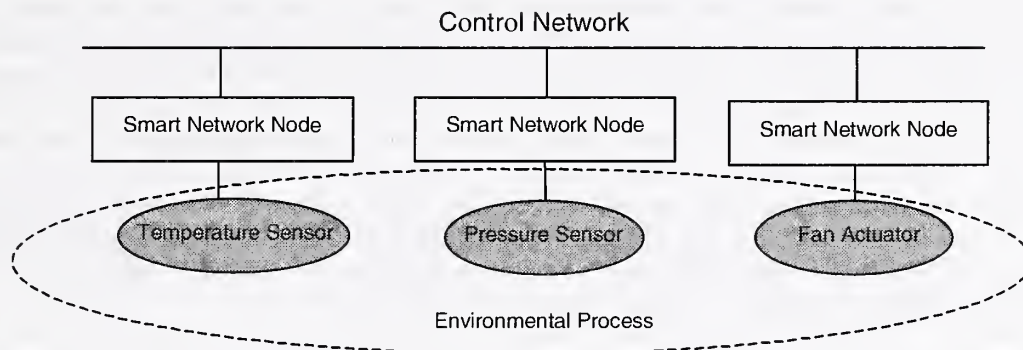 Control Network
Smart Network Node
Smart Network Node
Smart Network Node
Temperature Sensor
Pressure Sensor
Fan Actuator
Environmental Process